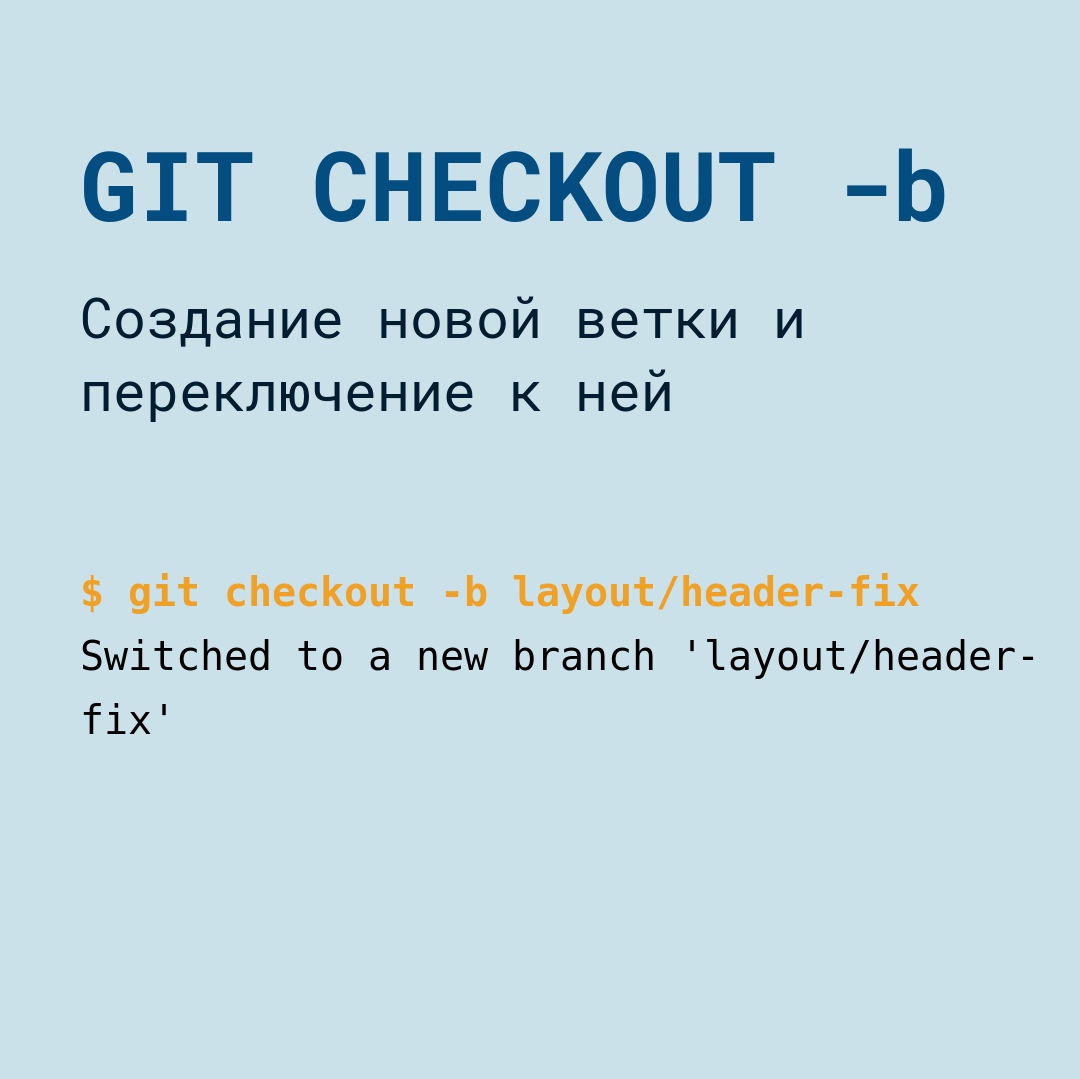 GIT CHECKOUT -b
Создание новой ветки и
переключение к ней
$ git checkout -b layout/header-fix
Switched to a new branch 'layout/header-
fix'